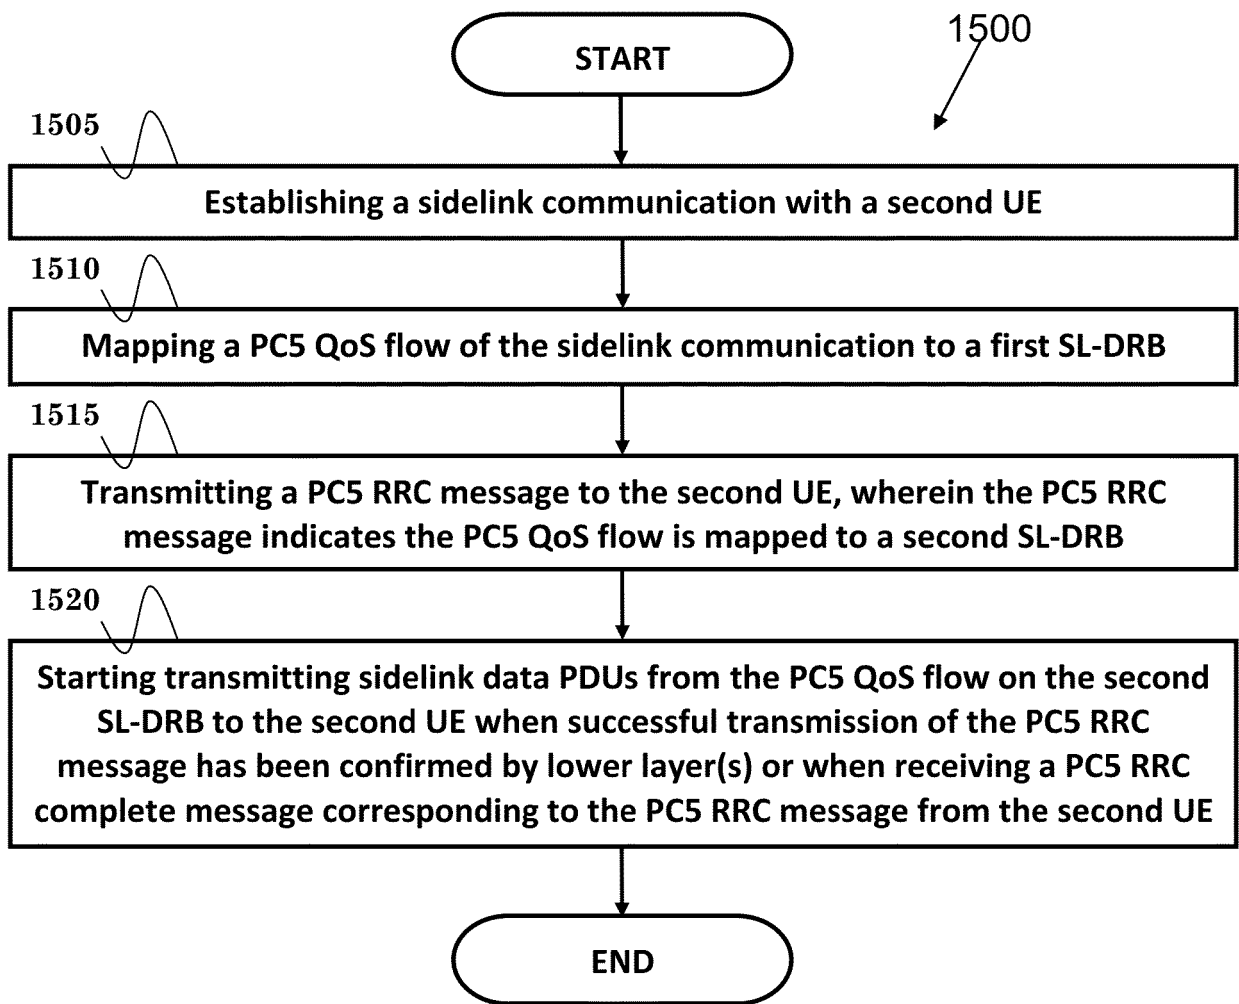 START
1500
1505
Establishing a sidelink communication with a second UE
1510
Mapping a PC5 QoS flow of the sidelink communication to a first SL-DRB
1515
Transmitting a PC5 RRC message to the second UE, wherein the PC5 RRC
message indicates the PC5 QoS flow is mapped to a second SL-DRB
1520
Starting transmitting sidelink data PDUs from the PC5 QoS flow on the second
SL-DRB to the second UE when successful transmission of the PC5 RRC
message has been confirmed by lower layer(s) or when receiving a PC5 RRC
complete message corresponding to the PC5 RRC message from the second UE
END